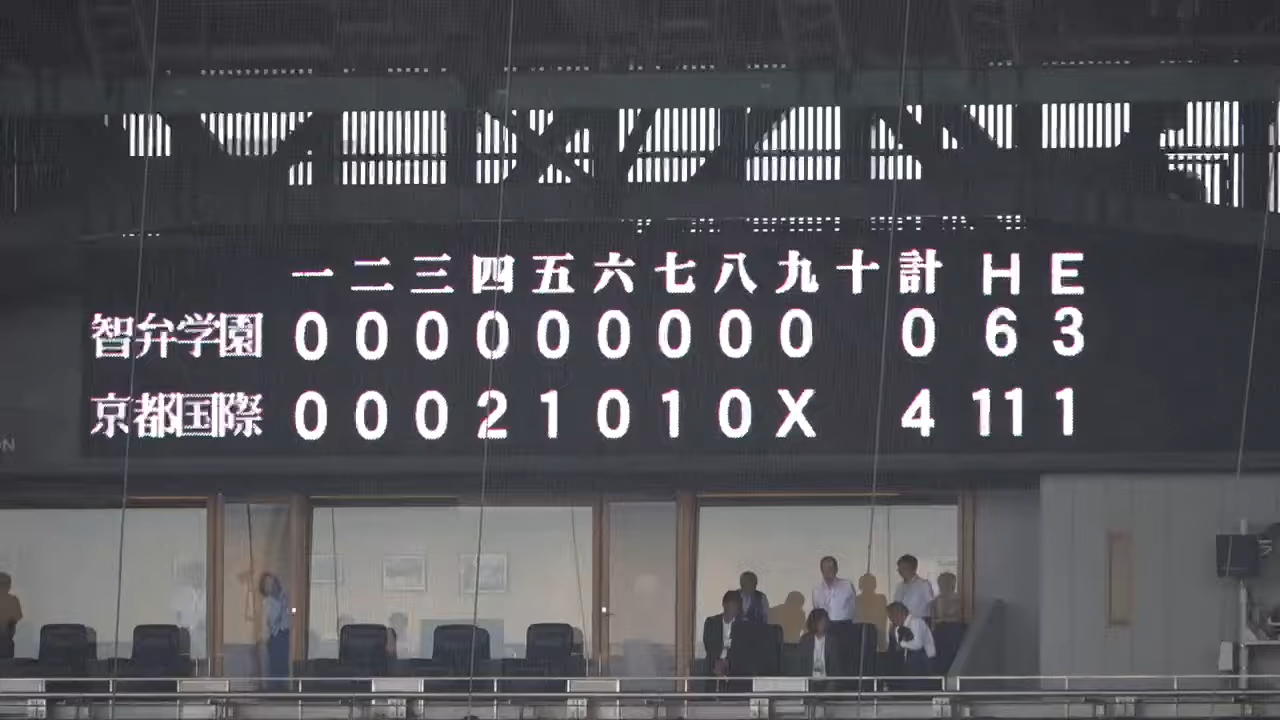 一 二 三 四 五 六 七 八 九 十 計 H E
智弁学園 0 0 0 0 0 0 0 0 0 0 6 3
京都国際 0 0 0 2 1 0 1 0 X 4 11 1